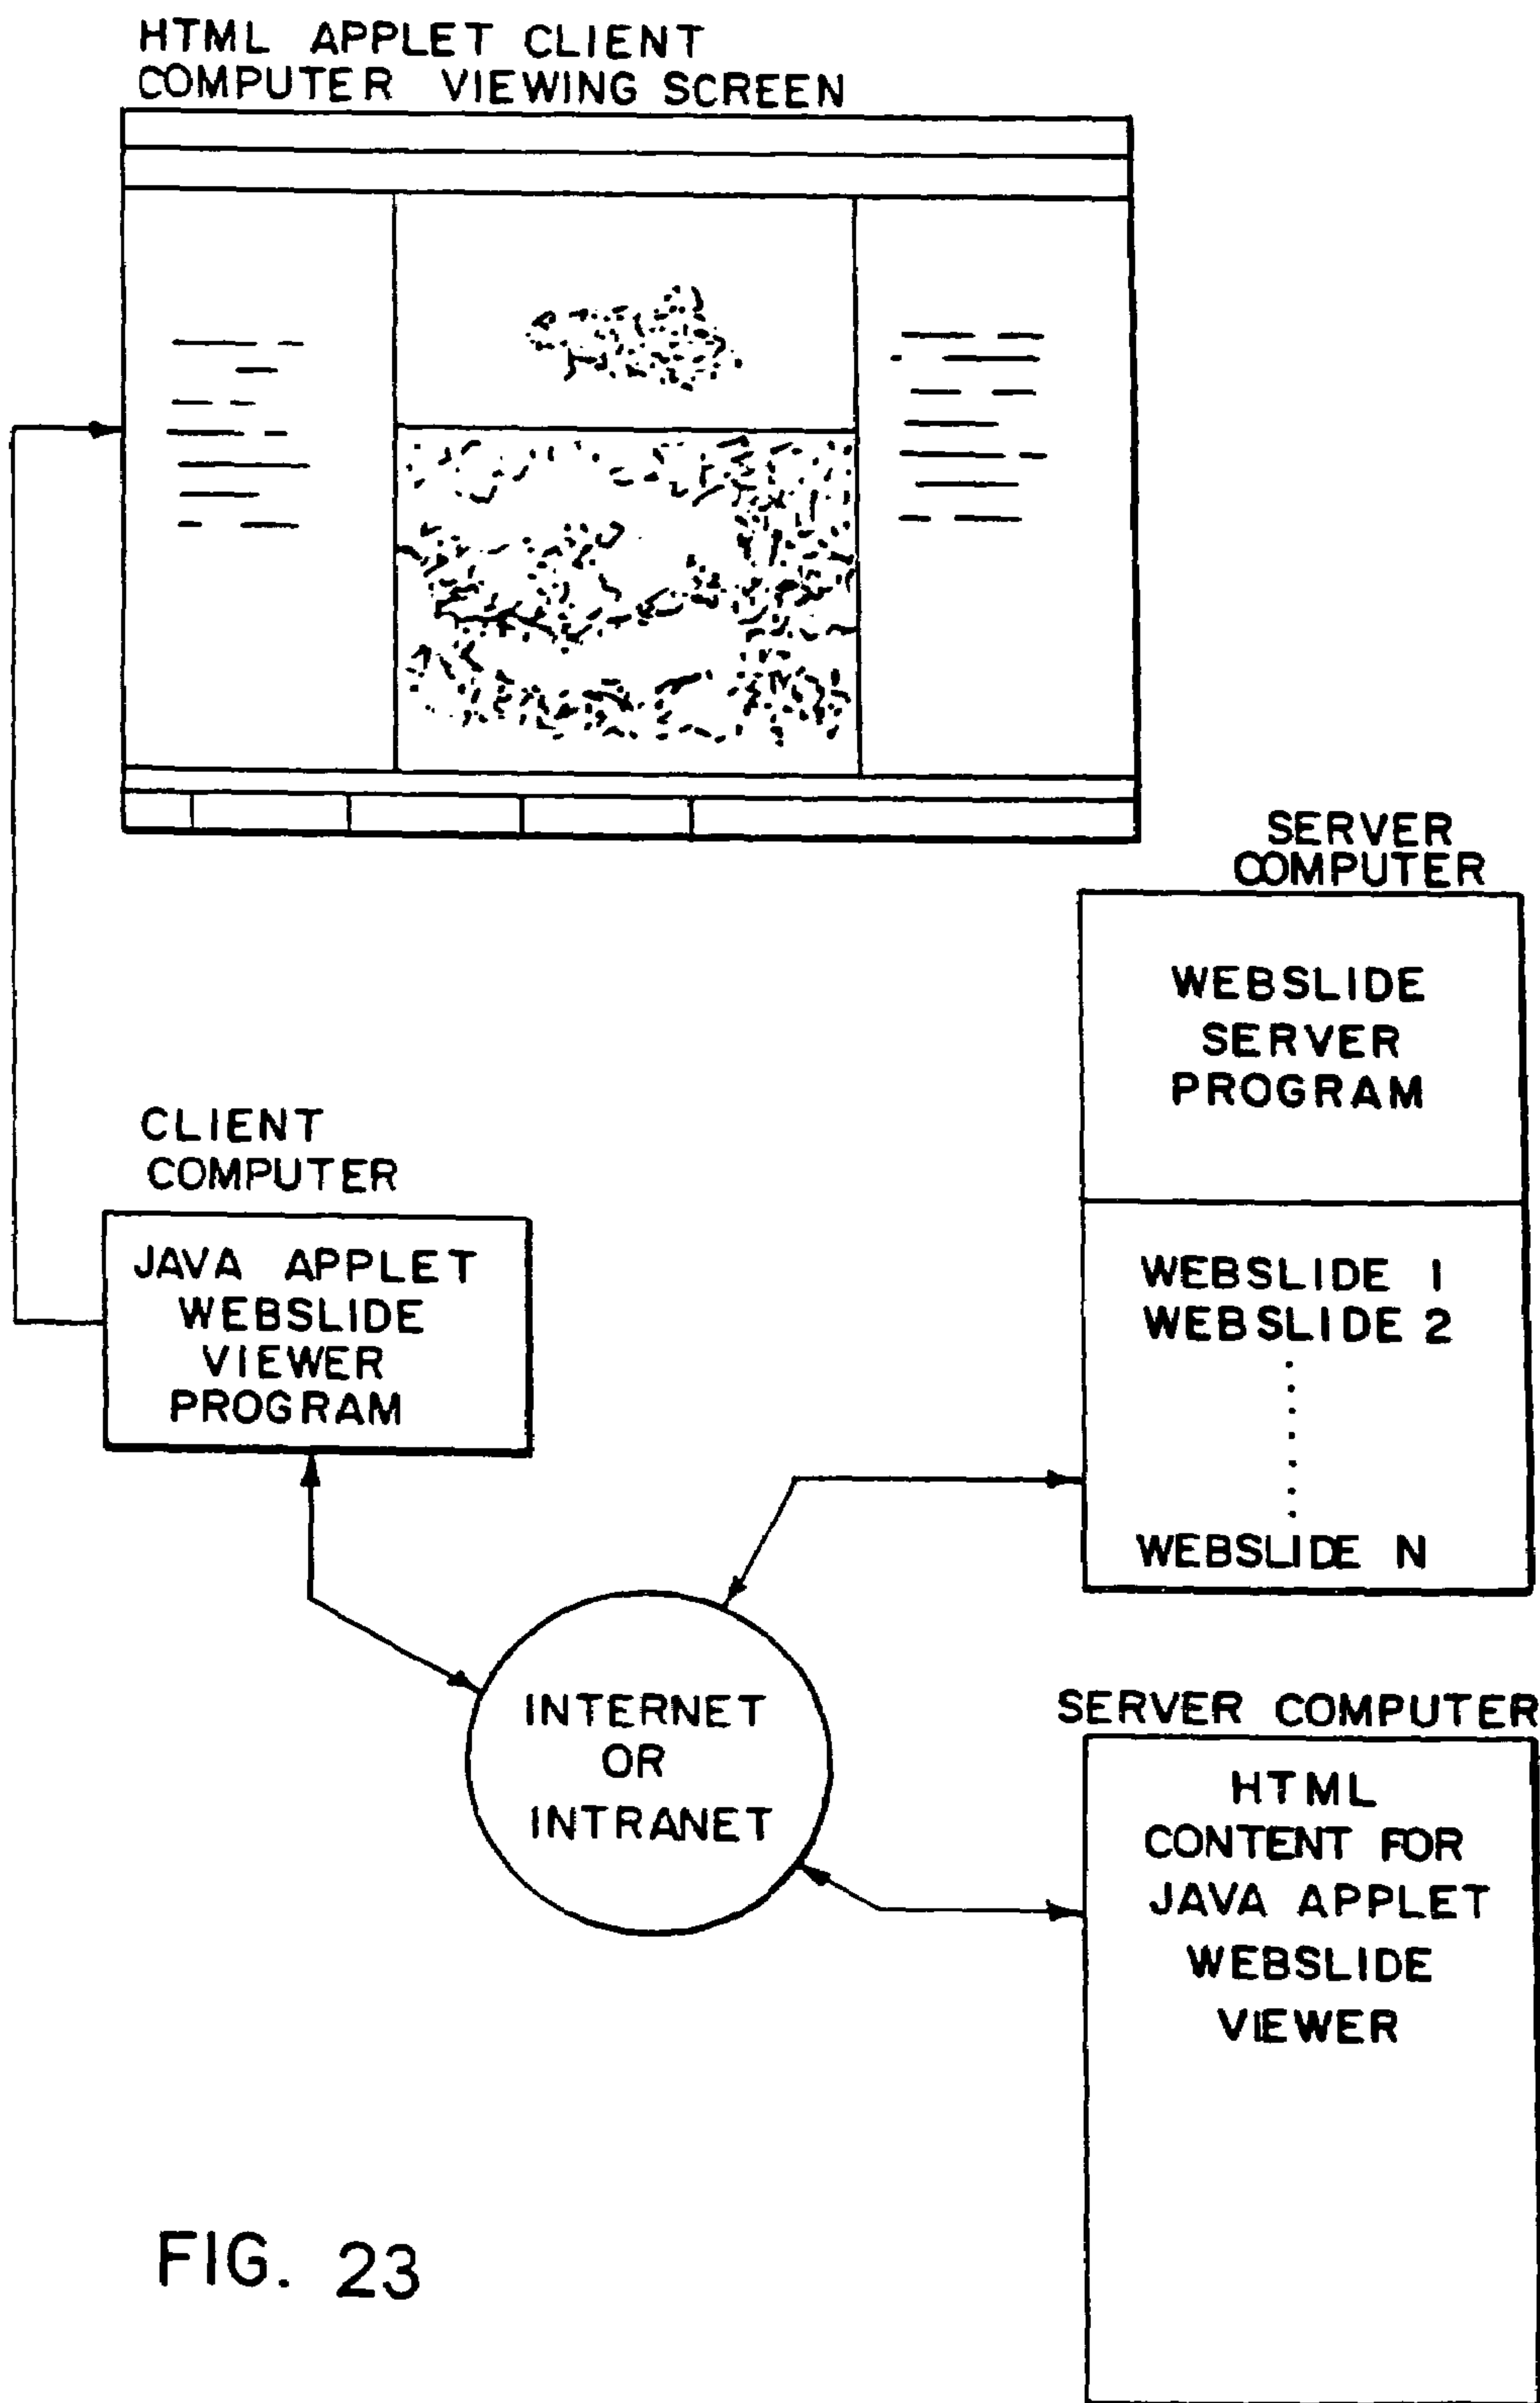 HTML APPLET CLIENT
COMPUTER VIEWING SCREEN
SERVER
COMPUTER
WEBSLIDE
SERVER
PROGRAM
CLIENT
COMPUTER
JAVA APPLET
WEBSLIDE
VIEWER
PROGRAM
WEBSLIDE 1
WEBSLIDE 2
WEBSLIDE N
INTERNET
OR
INTRANET
SERVER COMPUTER
HTML
CONTENT FOR
JAVA APPLET
WEBSLIDE
VIEWER
FIG. 23